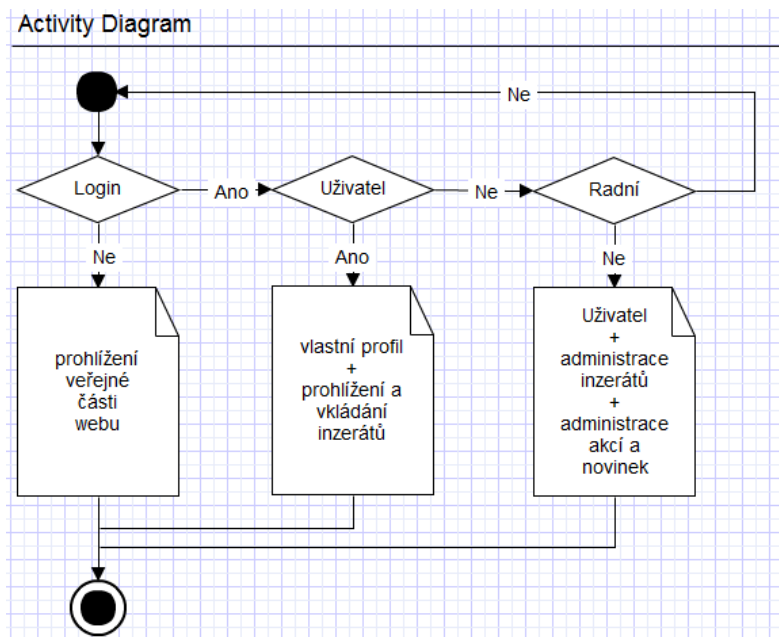 Activity Diagram
Ne
Login
Ano
Uživatel
Ne
Radní
Ne
Ano
Ne
prohlížení
veřejné
části
webu
vlastní profil
+
prohlížení a
vkládání
inzerátů
Uživatel
+
administrace
inzerátů
+
administrace
akcí a
novinek